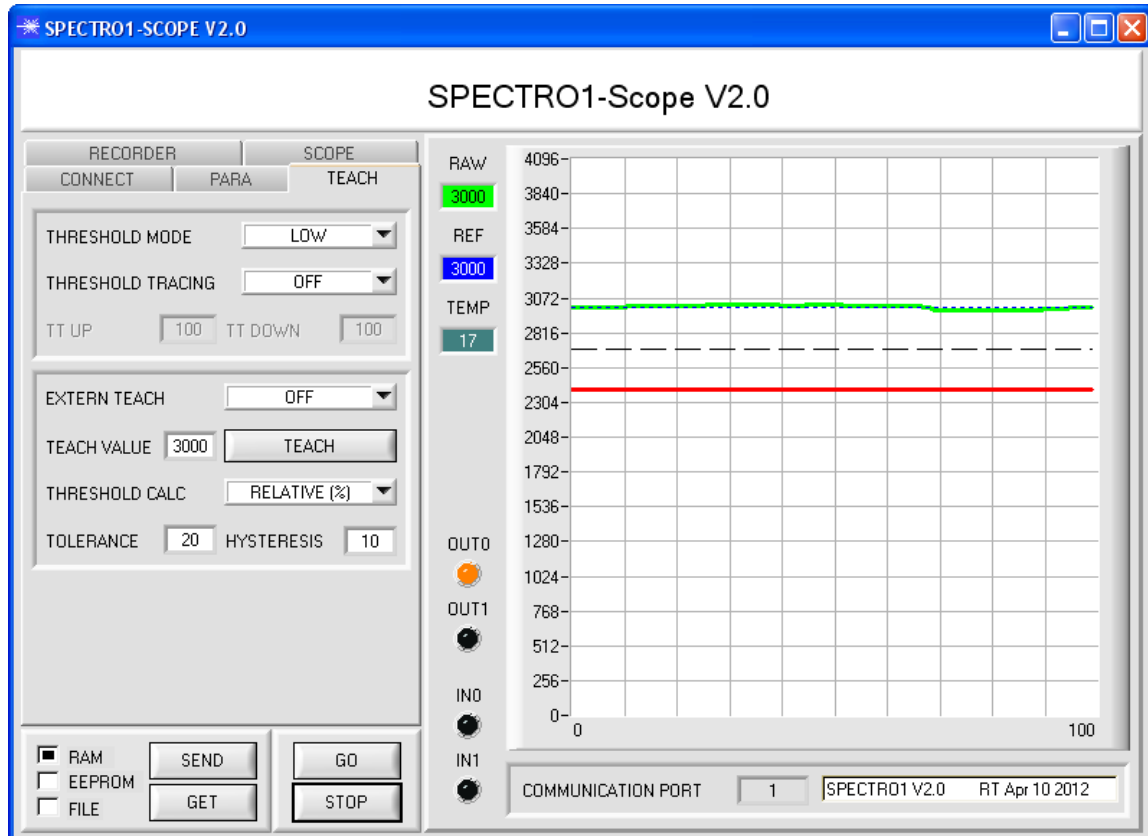 SPECTRO1-SCOPE V2.0
SPECTRO1-Scope V2.0
RECORDER SCOPE
CONNECT PARA TEACH
THRESHOLD MODE LOW
THRESHOLD TRACING OFF
TT UP 100 TT DOWN 100
EXTERN TEACH OFF
TEACH VALUE 3000 TEACH
THRESHOLD CALC RELATIVE (%)
TOLERANCE 20 HYSTERESIS 10
RAM
EEPROM
FILE
SEND
GET
GO
STOP
RAW
3000
REF
3000
TEMP
17
OUT0
OUT1
IN0
IN1
4096
3840
3584
3328
3072
2816
2560
2304
2048
1792
1536
1280
1024
768
512
256
0
0 100
COMMUNICATION PORT 1 SPECTRO1 V2.0 RT Apr 10 2012